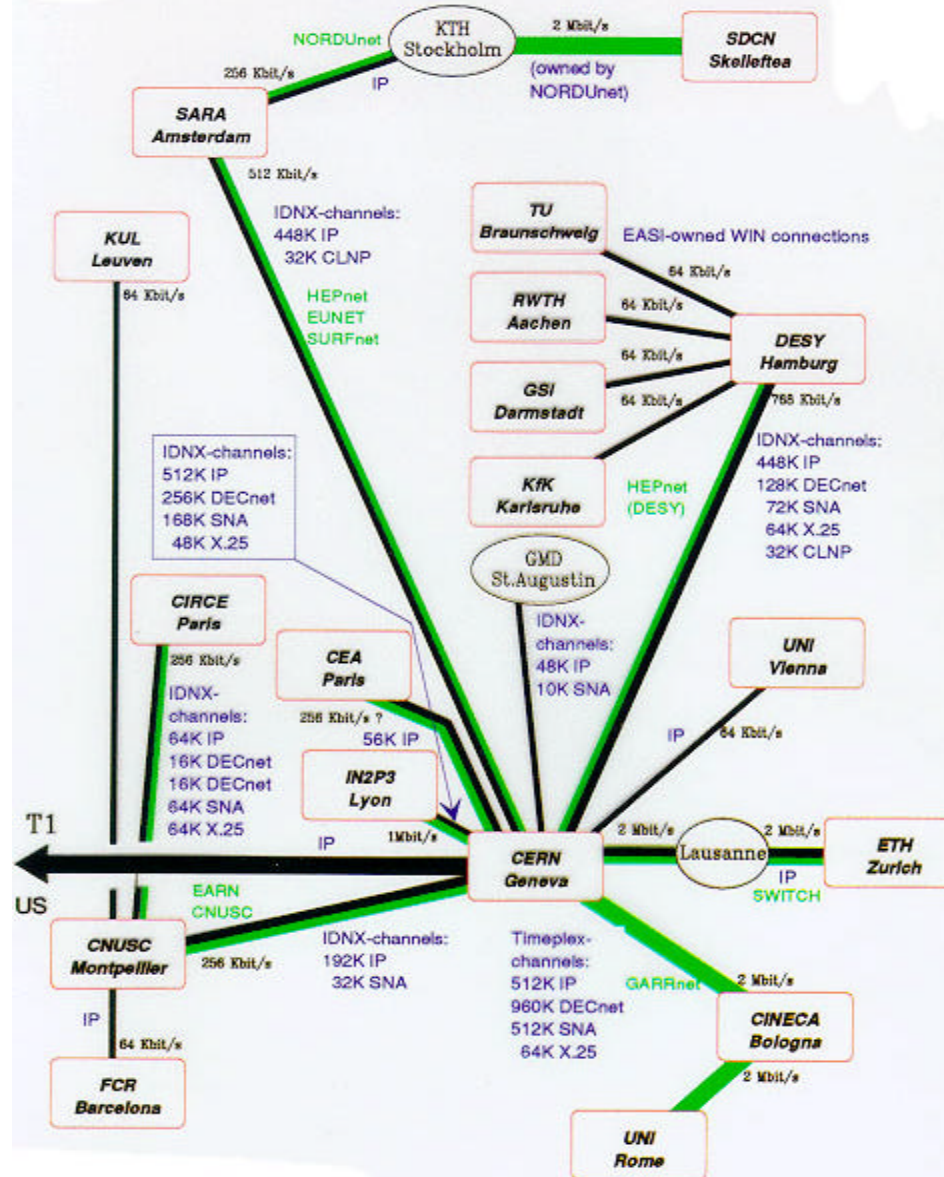 NORDUnet
KTH
Stockholm
2 Mbit/s
(owned by
NORDUnet)
SDCN
Skelleftea
256 Kbit/s
IP
SARA
Amsterdam
512 Kbit/s
IDNX-channels:
448K IP
32K CLNP
HEPnet
EUNET
SURFnet
KUL
Leuven
64 Kbit/s
TU
Braunschweig
EASI-owned WIN connections
64 Kbit/s
RWTH
Aachen
64 Kbit/s
GSI
Darmstadt
64 Kbit/s
64 Kbit/s
KfK
Karlsruhe
DESY
Hamburg
768 Kbit/s
IDNX-channels:
448K IP
128K DECnet
72K SNA
64K X.25
32K CLNP
HEPnet
(DESY)
IDNX-channels:
512K IP
256K DECnet
168K SNA
48K X.25
GMD
St.Augustin
IDNX-
channels:
48K IP
10K SNA
CIRCE
Paris
256 Kbit/s
IDNX-
channels:
64K IP
16K DECnet
16K DECnet
64K SNA
64K X.25
CEA
Paris
256 Kbit/s ?
56K IP
IN2P3
Lyon
1Mbit/s
UNI
Vienna
IP
64 Kbit/s
T1
US
IP
CERN
Geneva
2 Mbit/s
Lausanne
2 Mbit/s
IP
SWITCH
ETH
Zurich
EARN
CNUSC
CNUSC
Montpellier
256 Kbit/s
IDNX-channels:
192K IP
32K SNA
Timeplex-
channels:
512K IP
960K DECnet
512K SNA
64K X.25
GARRnet
2 Mbit/s
CINECA
Bologna
2 Mbit/s
IP
64 Kbit/s
FCR
Barcelona
UNI
Rome